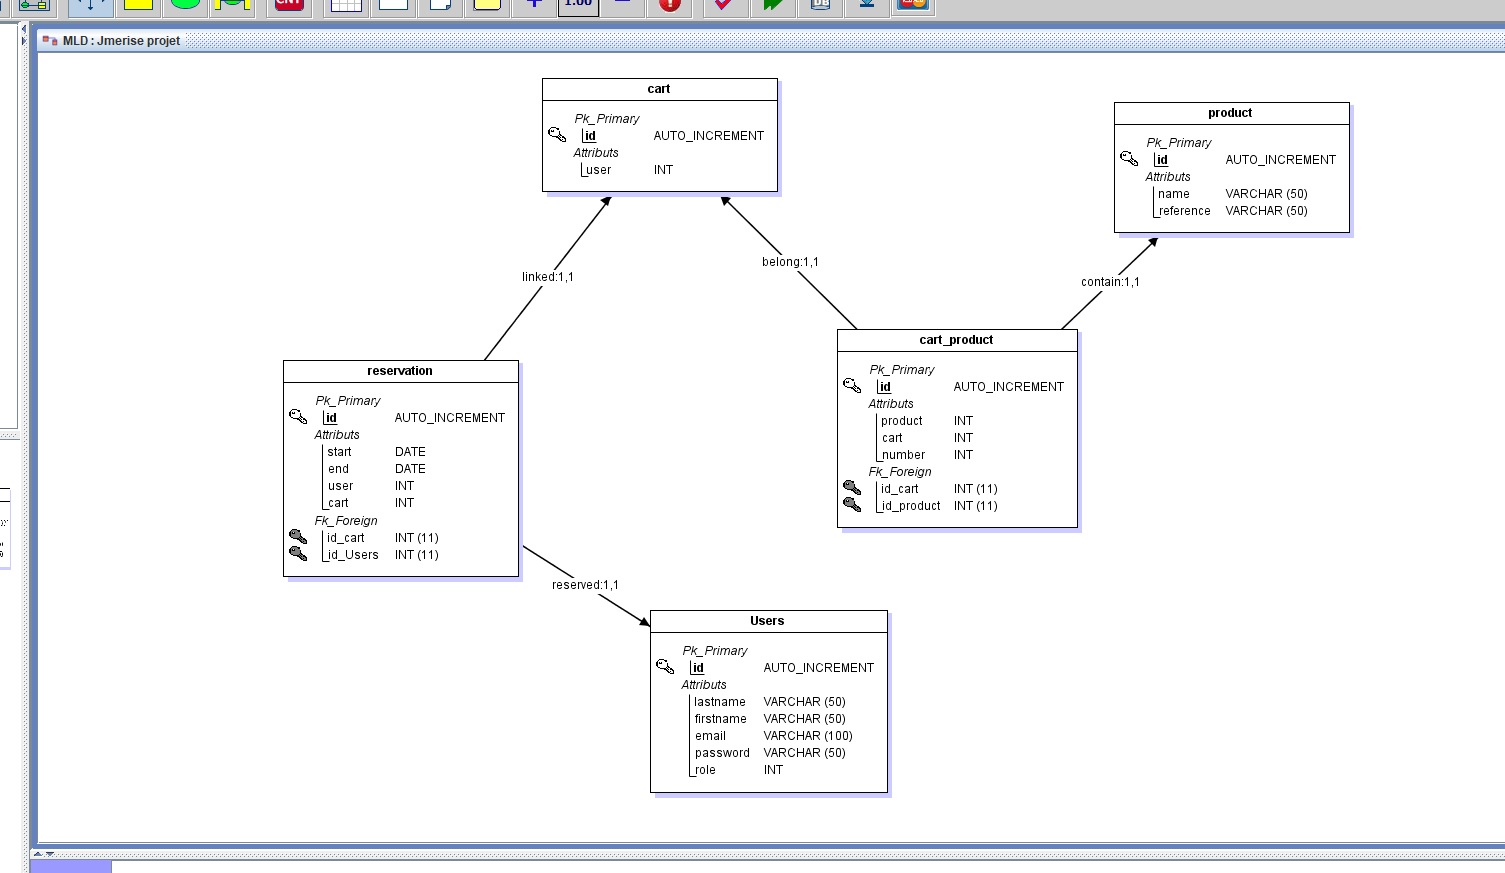 CNT
1:00
MLD : Jmerise projet
cart
Pk_Primary
id AUTO_INCREMENT
Attributs
user INT
product
Pk_Primary
id AUTO_INCREMENT
Attributs
name VARCHAR (50)
reference VARCHAR (50)
linked:1,1
belong:1,1
contain:1,1
reservation
Pk_Primary
id AUTO_INCREMENT
Attributs
start DATE
end DATE
user INT
cart INT
Fk_Foreign
id_cart INT (11)
id_Users INT (11)
cart_product
Pk_Primary
id AUTO_INCREMENT
Attributs
product INT
cart INT
number INT
Fk_Foreign
id_cart INT (11)
id_product INT (11)
reserved:1,1
Users
Pk_Primary
id AUTO_INCREMENT
Attributs
lastname VARCHAR (50)
firstname VARCHAR (50)
email VARCHAR (100)
password VARCHAR (50)
role INT